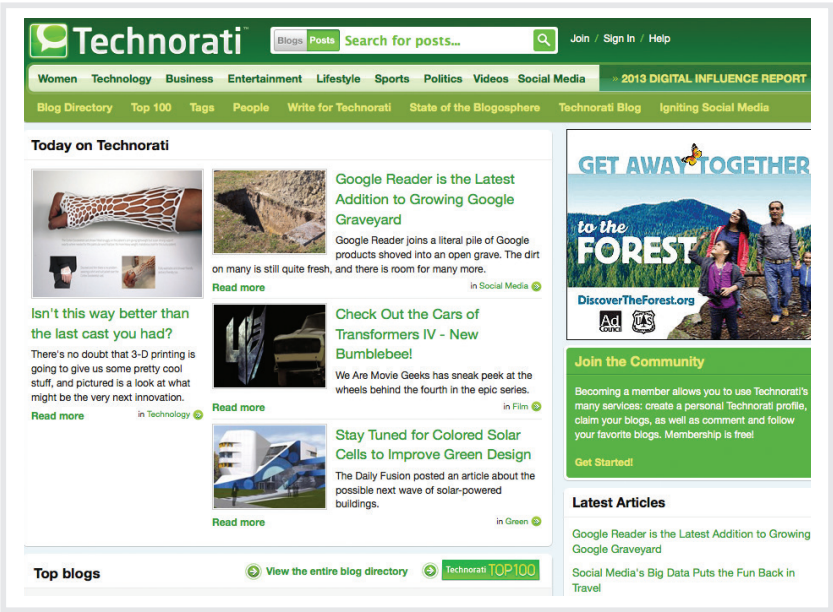 Technorati™
Blogs Posts Search for posts...
Join / Sign In / Help
Women Technology Business Entertainment Lifestyle Sports Politics Videos Social Media » 2013 DIGITAL INFLUENCE REPORT
Blog Directory Top 100 Tags People Write for Technorati State of the Blogosphere Technorati Blog Igniting Social Media
Today on Technorati
Isn't this way better than
the last cast you had?
There's no doubt that 3-D printing is
going to give us some pretty cool
stuff, and pictured is a look at what
might be the very next innovation.
Read more in Technology
Google Reader is the Latest
Addition to Growing Google
Graveyard
Google Reader joins a literal pile of Google
products shoved into an open grave. The dirt
on many is still quite fresh, and there is room for many more.
Read more in Social Media
Check Out the Cars of
Transformers IV - New
Bumblebee!
We Are Movie Geeks has sneak peek at the
wheels behind the fourth in the epic series.
Read more in Film
Stay Tuned for Colored Solar
Cells to Improve Green Design
The Daily Fusion posted an article about the
possible next wave of solar-powered
buildings.
Read more in Green
GET AWAY TOGETHER
to the
FOREST
DiscoverTheForest.org
Ad
Council
US
Join the Community
Becoming a member allows you to use Technorati's
many services: create a personal Technorati profile,
claim your blogs, as well as comment and follow
your favorite blogs. Membership is free!
Get Started!
Latest Articles
Google Reader is the Latest Addition to Growing
Google Graveyard
Social Media's Big Data Puts the Fun Back in
Travel
Top blogs View the entire blog directory Technorati TOP100